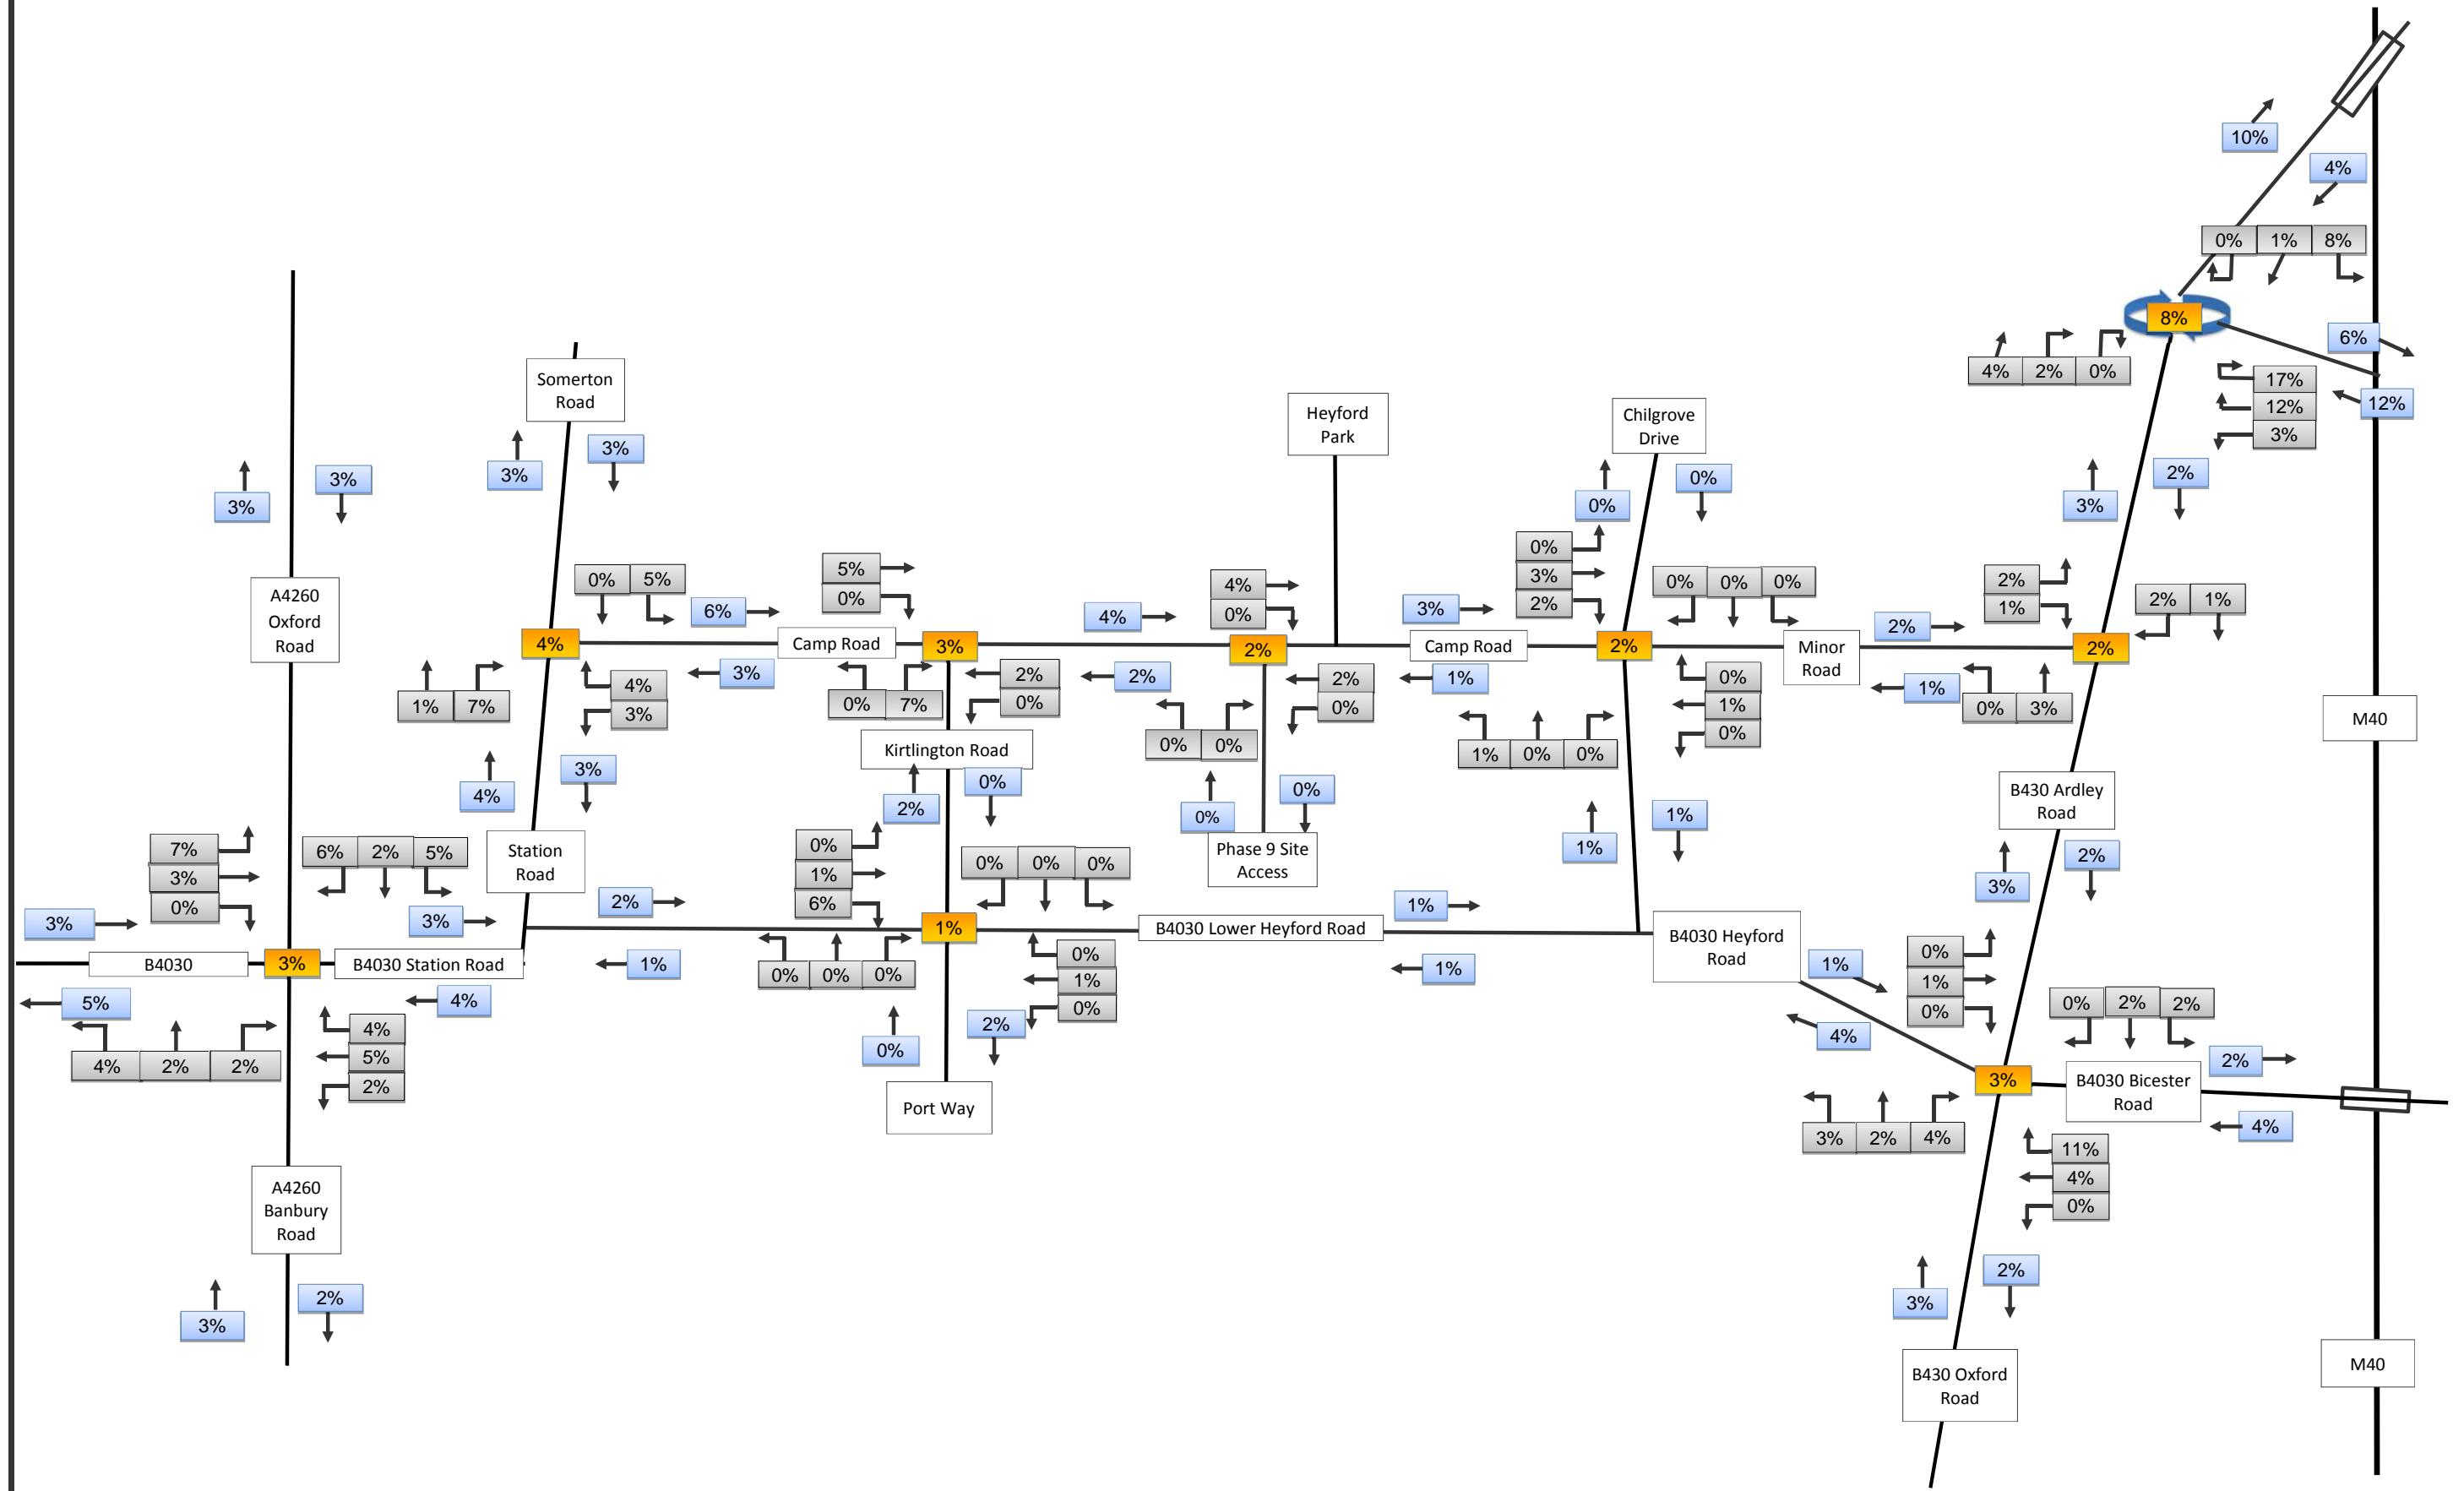 10%
4%
0% 1% 8%
8%
6%
4% 2% 0%
17%
12%
12%
3%
Somerton
Road
Heyford
Park
Chilgrove
Drive
3%
3%
3%
3%
0%
0%
3%
2%
A4260
Oxford
Road
0% 5%
6%
5%
0%
4%
4%
0%
3%
0%
3%
2%
0% 0% 0%
2%
2%
1%
2% 1%
4%
Camp Road
3%
2%
Camp Road
2%
Minor
Road
2%
1% 7%
4%
3%
3%
0% 7%
2%
0%
2%
2%
0%
1%
0%
1%
0%
1%
0% 3%
M40
0% 0%
1% 0% 0%
Kirtlington Road
4%
3%
2%
0%
0%
0%
1%
1%
B430 Ardley
Road
7%
3%
0%
6% 2% 5%
Station
Road
0%
1%
6%
0% 0% 0%
Phase 9 Site
Access
3%
2%
3%
3%
2%
1%
B4030
3%
B4030 Station Road
1%
B4030 Lower Heyford Road
B4030 Heyford
Road
5%
4%
1%
0% 0% 0%
0%
1%
0%
1%
1%
4%
0%
1%
0%
0% 2% 2%
4% 2% 2%
4%
5%
2%
0%
2%
Port Way
3%
B4030 Bicester
Road
2%
4%
3% 2% 4%
11%
4%
0%
A4260
Banbury
Road
3%
2%
3%
2%
B430 Oxford
Road
M40